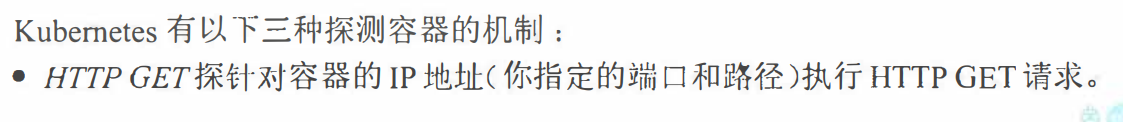 Kubernetes 有以下三种探测容器的机制：
• HTTP GET 探针对容器的 IP 地址（你指定的端口和路径）执行 HTTP GET 请求。